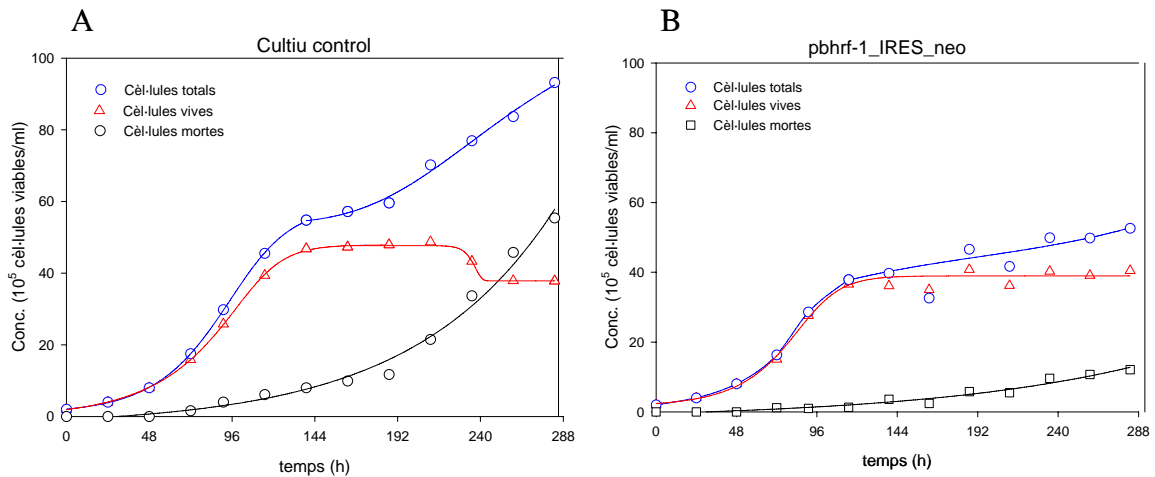 A
Cultiu control
Conc. (10⁵ cèl·lules viables/ml)
100
80
60
40
20
0
Cèl·lules totals
Cèl·lules vives
Cèl·lules mortes
0 48 96 144 192 240 288
temps (h)
B
pbhrf-1_IRES_neo
Conc. (10⁵ cèl·lules viables/ml)
100
80
60
40
20
0
Cèl·lules totals
Cèl·lules vives
Cèl·lules mortes
0 48 96 144 192 240 288
temps (h)